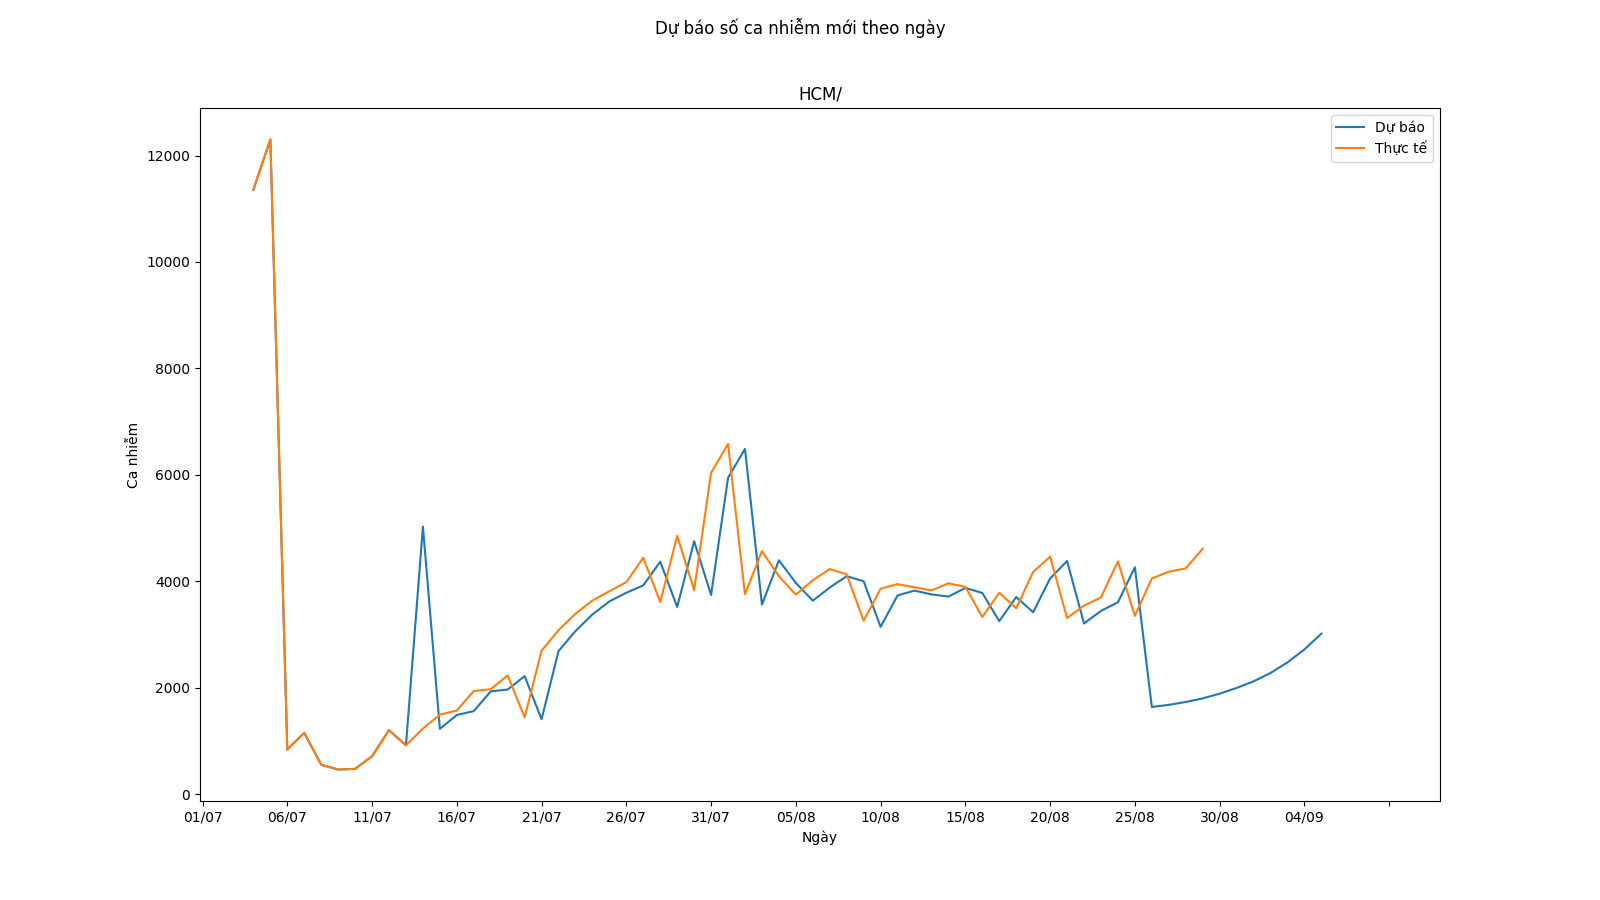 Dự báo số ca nhiễm mới theo ngày
HCM/
Dự báo
Thực tế
Ca nhiễm
12000
10000
8000
6000
4000
2000
0
01/07 06/07 11/07 16/07 21/07 26/07 31/07 05/08 10/08 15/08 20/08 25/08 30/08 04/09
Ngày